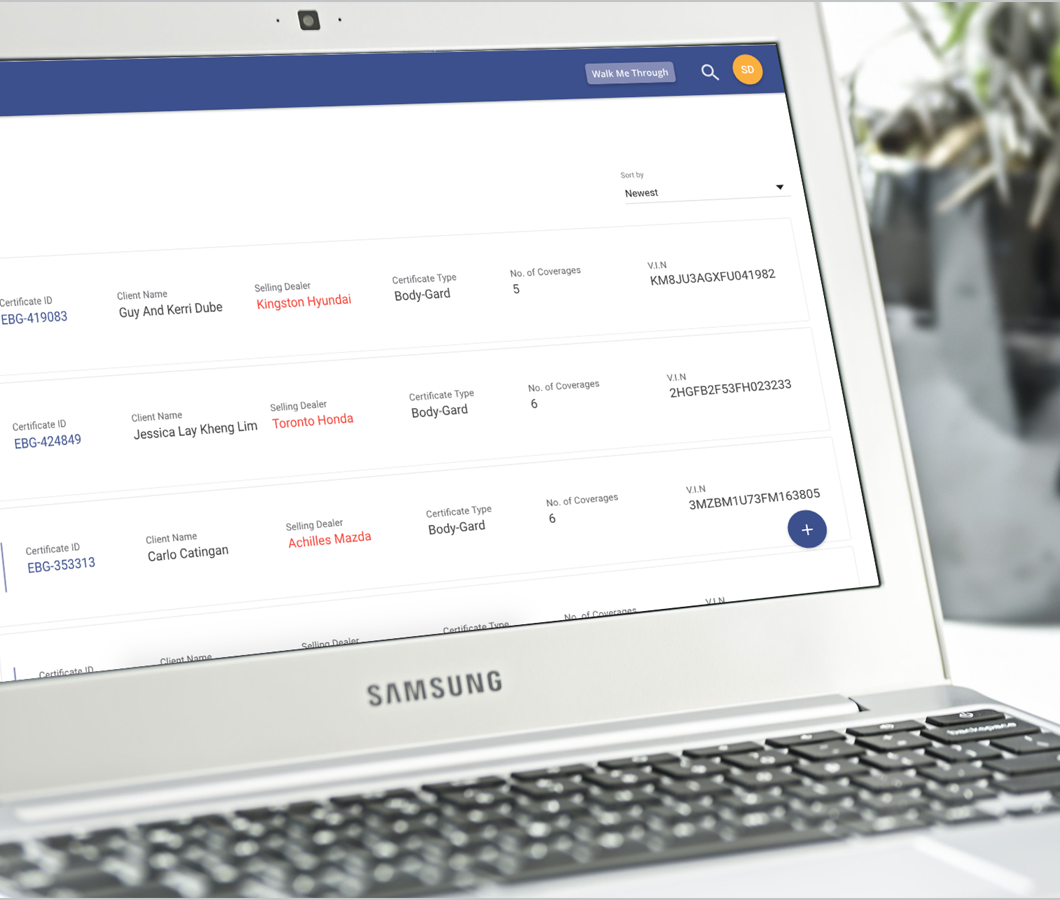 Walk Me Through
SD
Sort by
Newest
Certificate ID
EBG-419083
Client Name
Guy And Kerri Dube
Selling Dealer
Kingston Hyundai
Certificate Type
Body-Gard
No. of Coverages
5
V.I.N
KM8JU3AGXFU041982
Certificate ID
EBG-424849
Client Name
Jessica Lay Kheng Lim
Selling Dealer
Toronto Honda
Certificate Type
Body-Gard
No. of Coverages
6
V.I.N
2HGFB2F53FH023233
Certificate ID
EBG-353313
Client Name
Carlo Catingan
Selling Dealer
Achilles Mazda
Certificate Type
Body-Gard
No. of Coverages
6
V.I.N
3MZBM1U73FM163805
+
Certificate ID
Client Name
Selling Dealer
Certificate Type
No. of Coverages
V.I.N
SAMSUNG
backspace